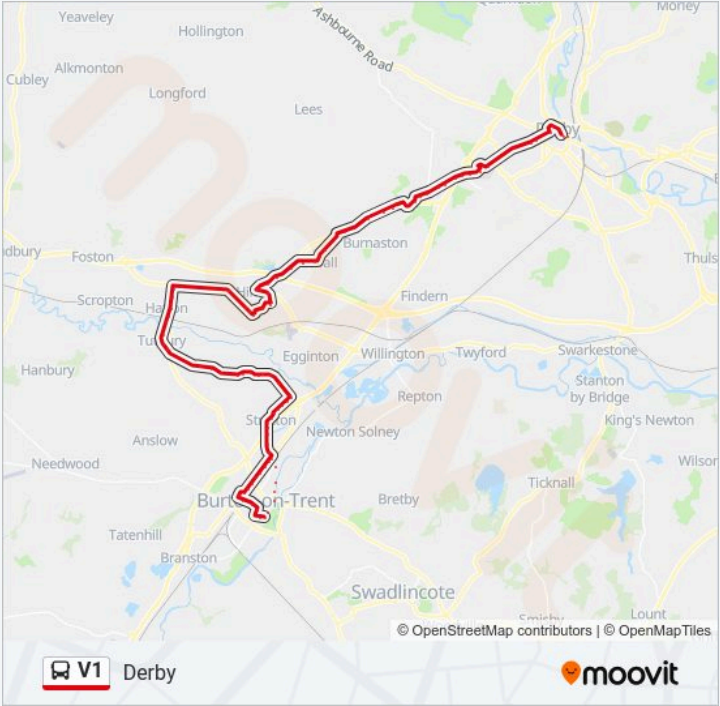 Yeaveley
Hollington
Ashbourne Road
Morley
Cubley
Alkmonton
Longford
Lees
Burnaston
Foston
Scropton
Findern
Hanbury
Egginton
Willington
Twyford
Swarkestone
Stanton
by Bridge
Repton
King's Newton
Newton Solney
Anslow
Needwood
Ticknall
Bretby
Tatenhill
Branston
Swadlincote
Lount
© OpenStreetMap contributors | © OpenMapTiles
V1 Derby
moovit